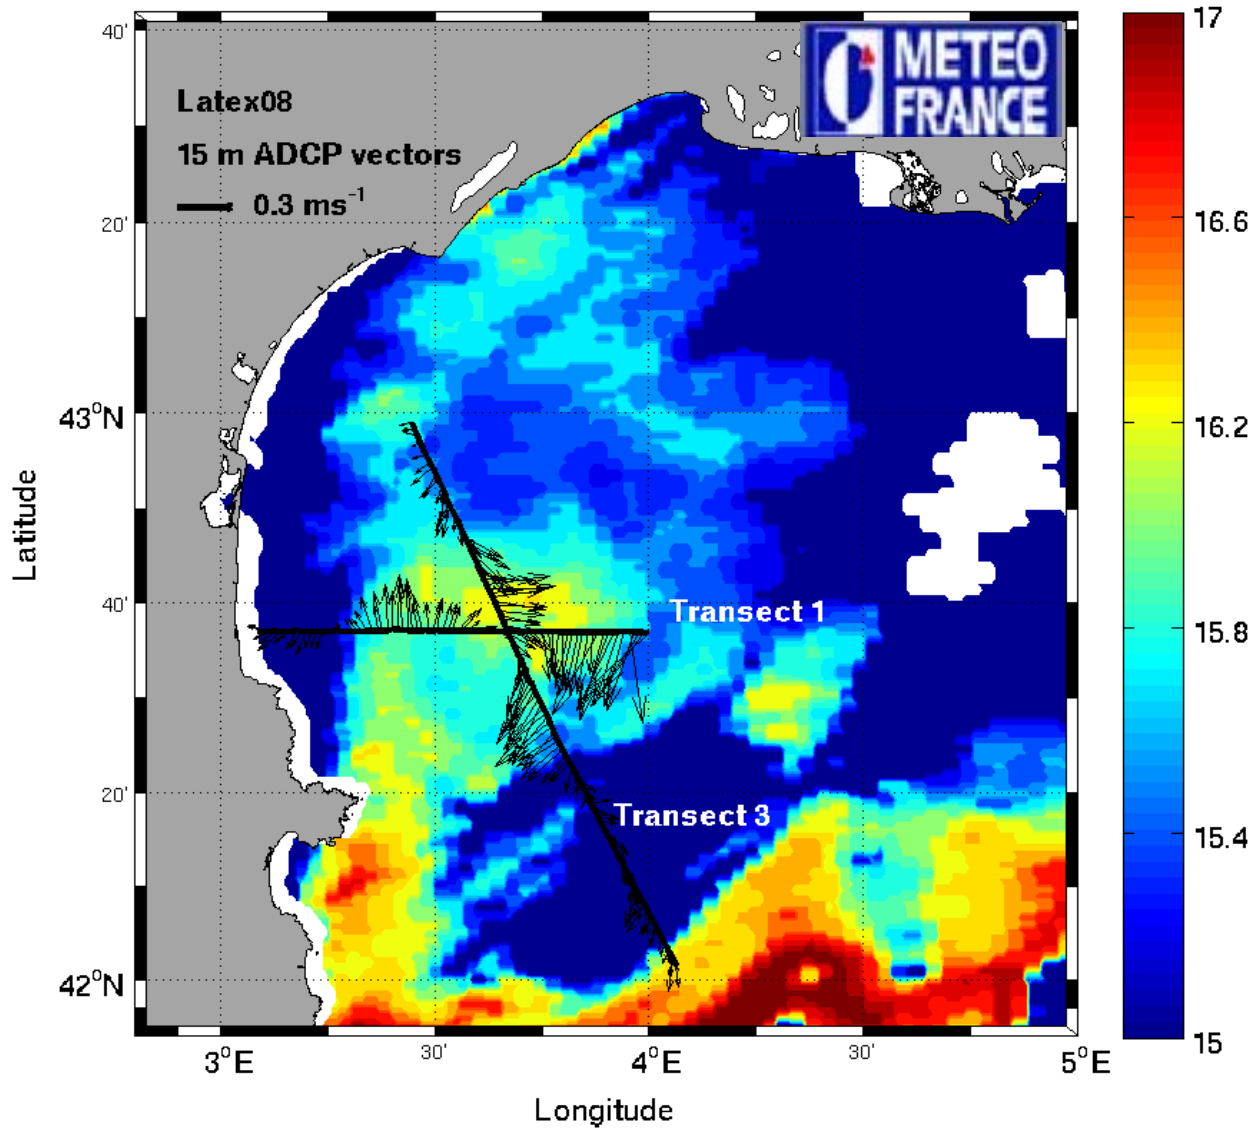 40'
METEO
FRANCE
Latex08
15 m ADCP vectors
0.3 ms⁻¹
20'
43°N
40'
Transect 1
20'
Transect 3
42°N
3°E
30'
4°E
30'
5°E
Longitude
Latitude
17
16.6
16.2
15.8
15.4
15